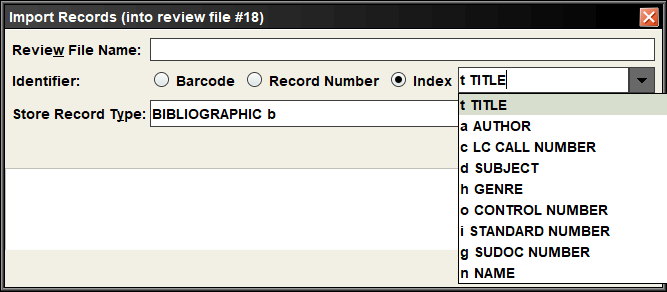 Import Records (into review file #18)
Review File Name:
Identifier: Barcode Record Number Index t TITLE
t TITLE
Store Record Type: BIBLIOGRAPHIC b
a AUTHOR
c LC CALL NUMBER
d SUBJECT
h GENRE
o CONTROL NUMBER
i STANDARD NUMBER
g SUDOC NUMBER
n NAME